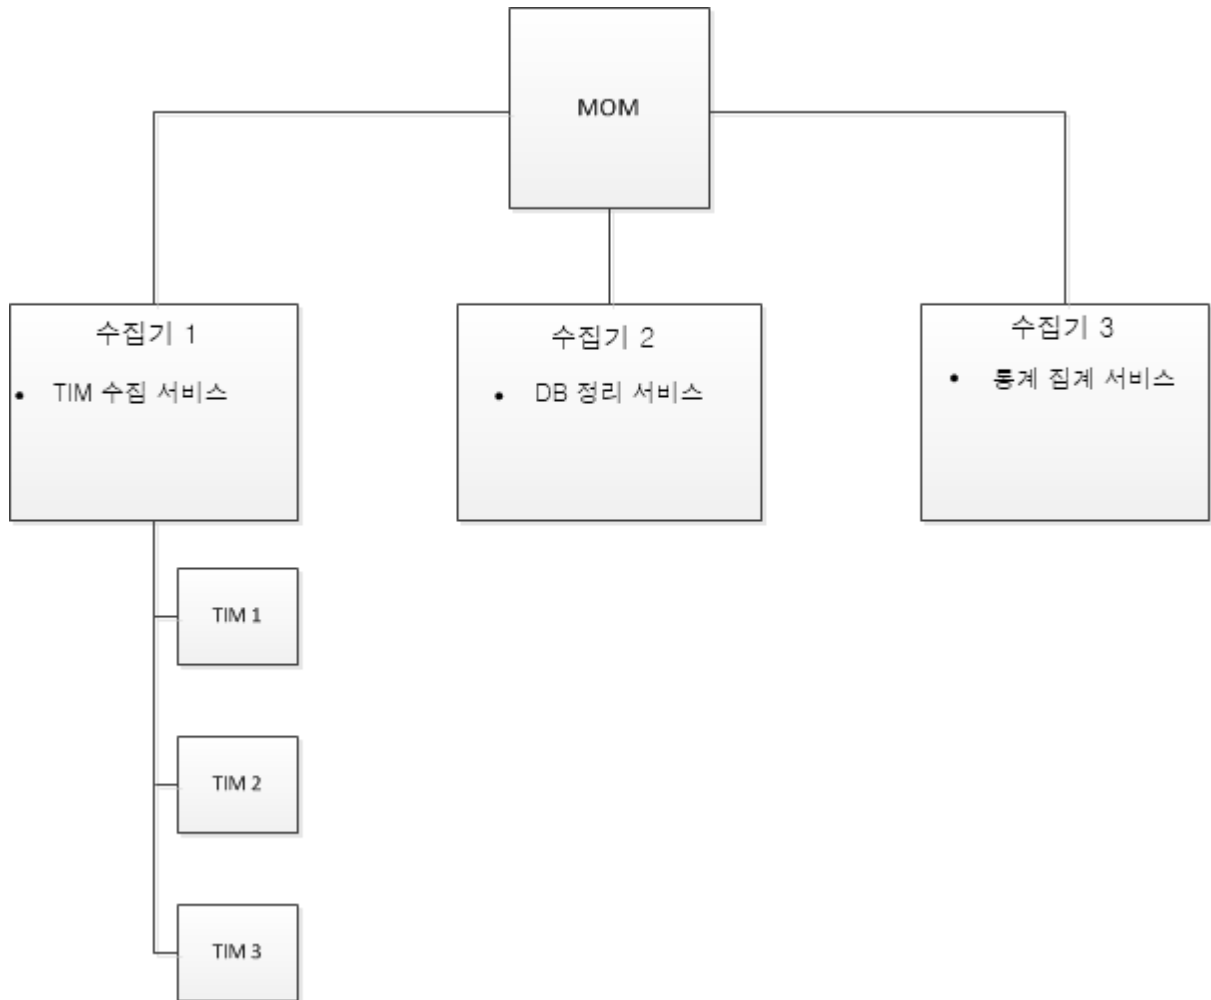 MOM
수집기 1
• TIM 수집 서비스
수집기 2
• DB 정리 서비스
수집기 3
• 통계 집계 서비스
TIM 1
TIM 2
TIM 3